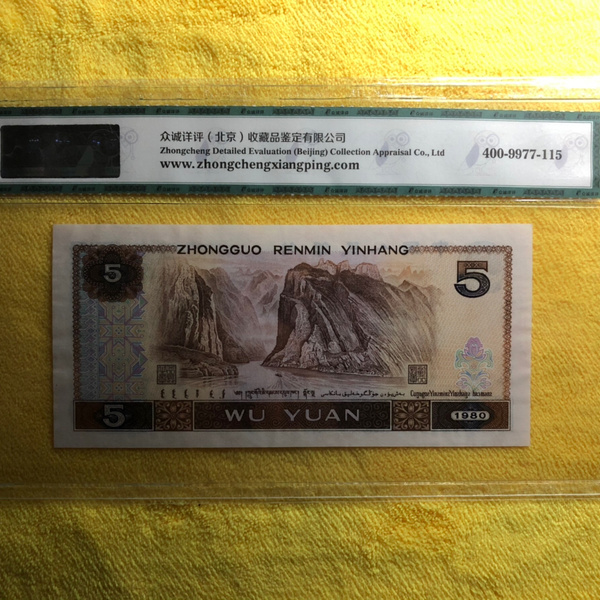 众诚详评（北京）收藏品鉴定有限公司
Zhongcheng Detailed Evaluation (Beijing) Collection Appraisal Co., Ltd
www.zhongchengxiangping.com
400-9977-115
ZHONGGUO RENMIN YINHANG
5
5
5
WU YUAN
1980